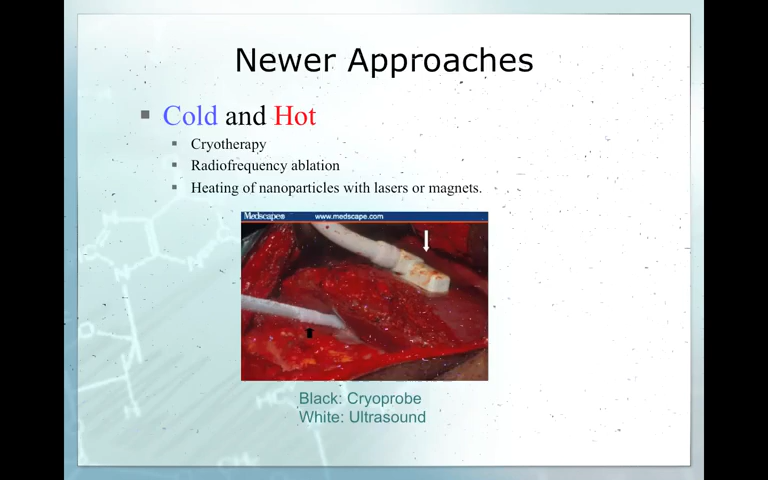 Newer Approaches
Cold and Hot
Cryotherapy
Radiofrequency ablation
Heating of nanoparticles with lasers or magnets.
Medscape® www.medscape.com
Black: Cryoprobe
White: Ultrasound